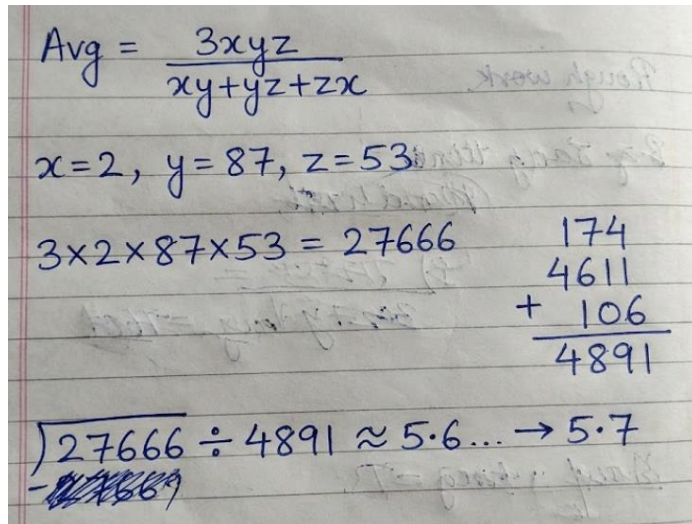 Avg = 3xyz / xy+yz+zx
x=2, y=87, z=53
3×2×87×53 = 27666
174
4611
+ 106
4891
27666 ÷ 4891 ≈ 5.6... → 5.7